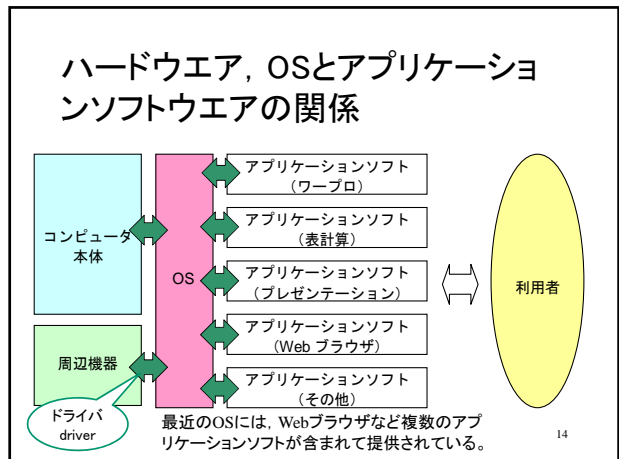 ハードウエア，OSとアプリケーショ
ンソフトウエアの関係
コンピュータ
本体
周辺機器
ドライバ
driver
OS
アプリケーションソフト
（ワープロ）
アプリケーションソフト
（表計算）
アプリケーションソフト
（プレゼンテーション）
アプリケーションソフト
（Web ブラウザ）
アプリケーションソフト
（その他）
利用者
最近のOSには，Webブラウザなど複数のアプ
リケーションソフトが含まれて提供されている。
14